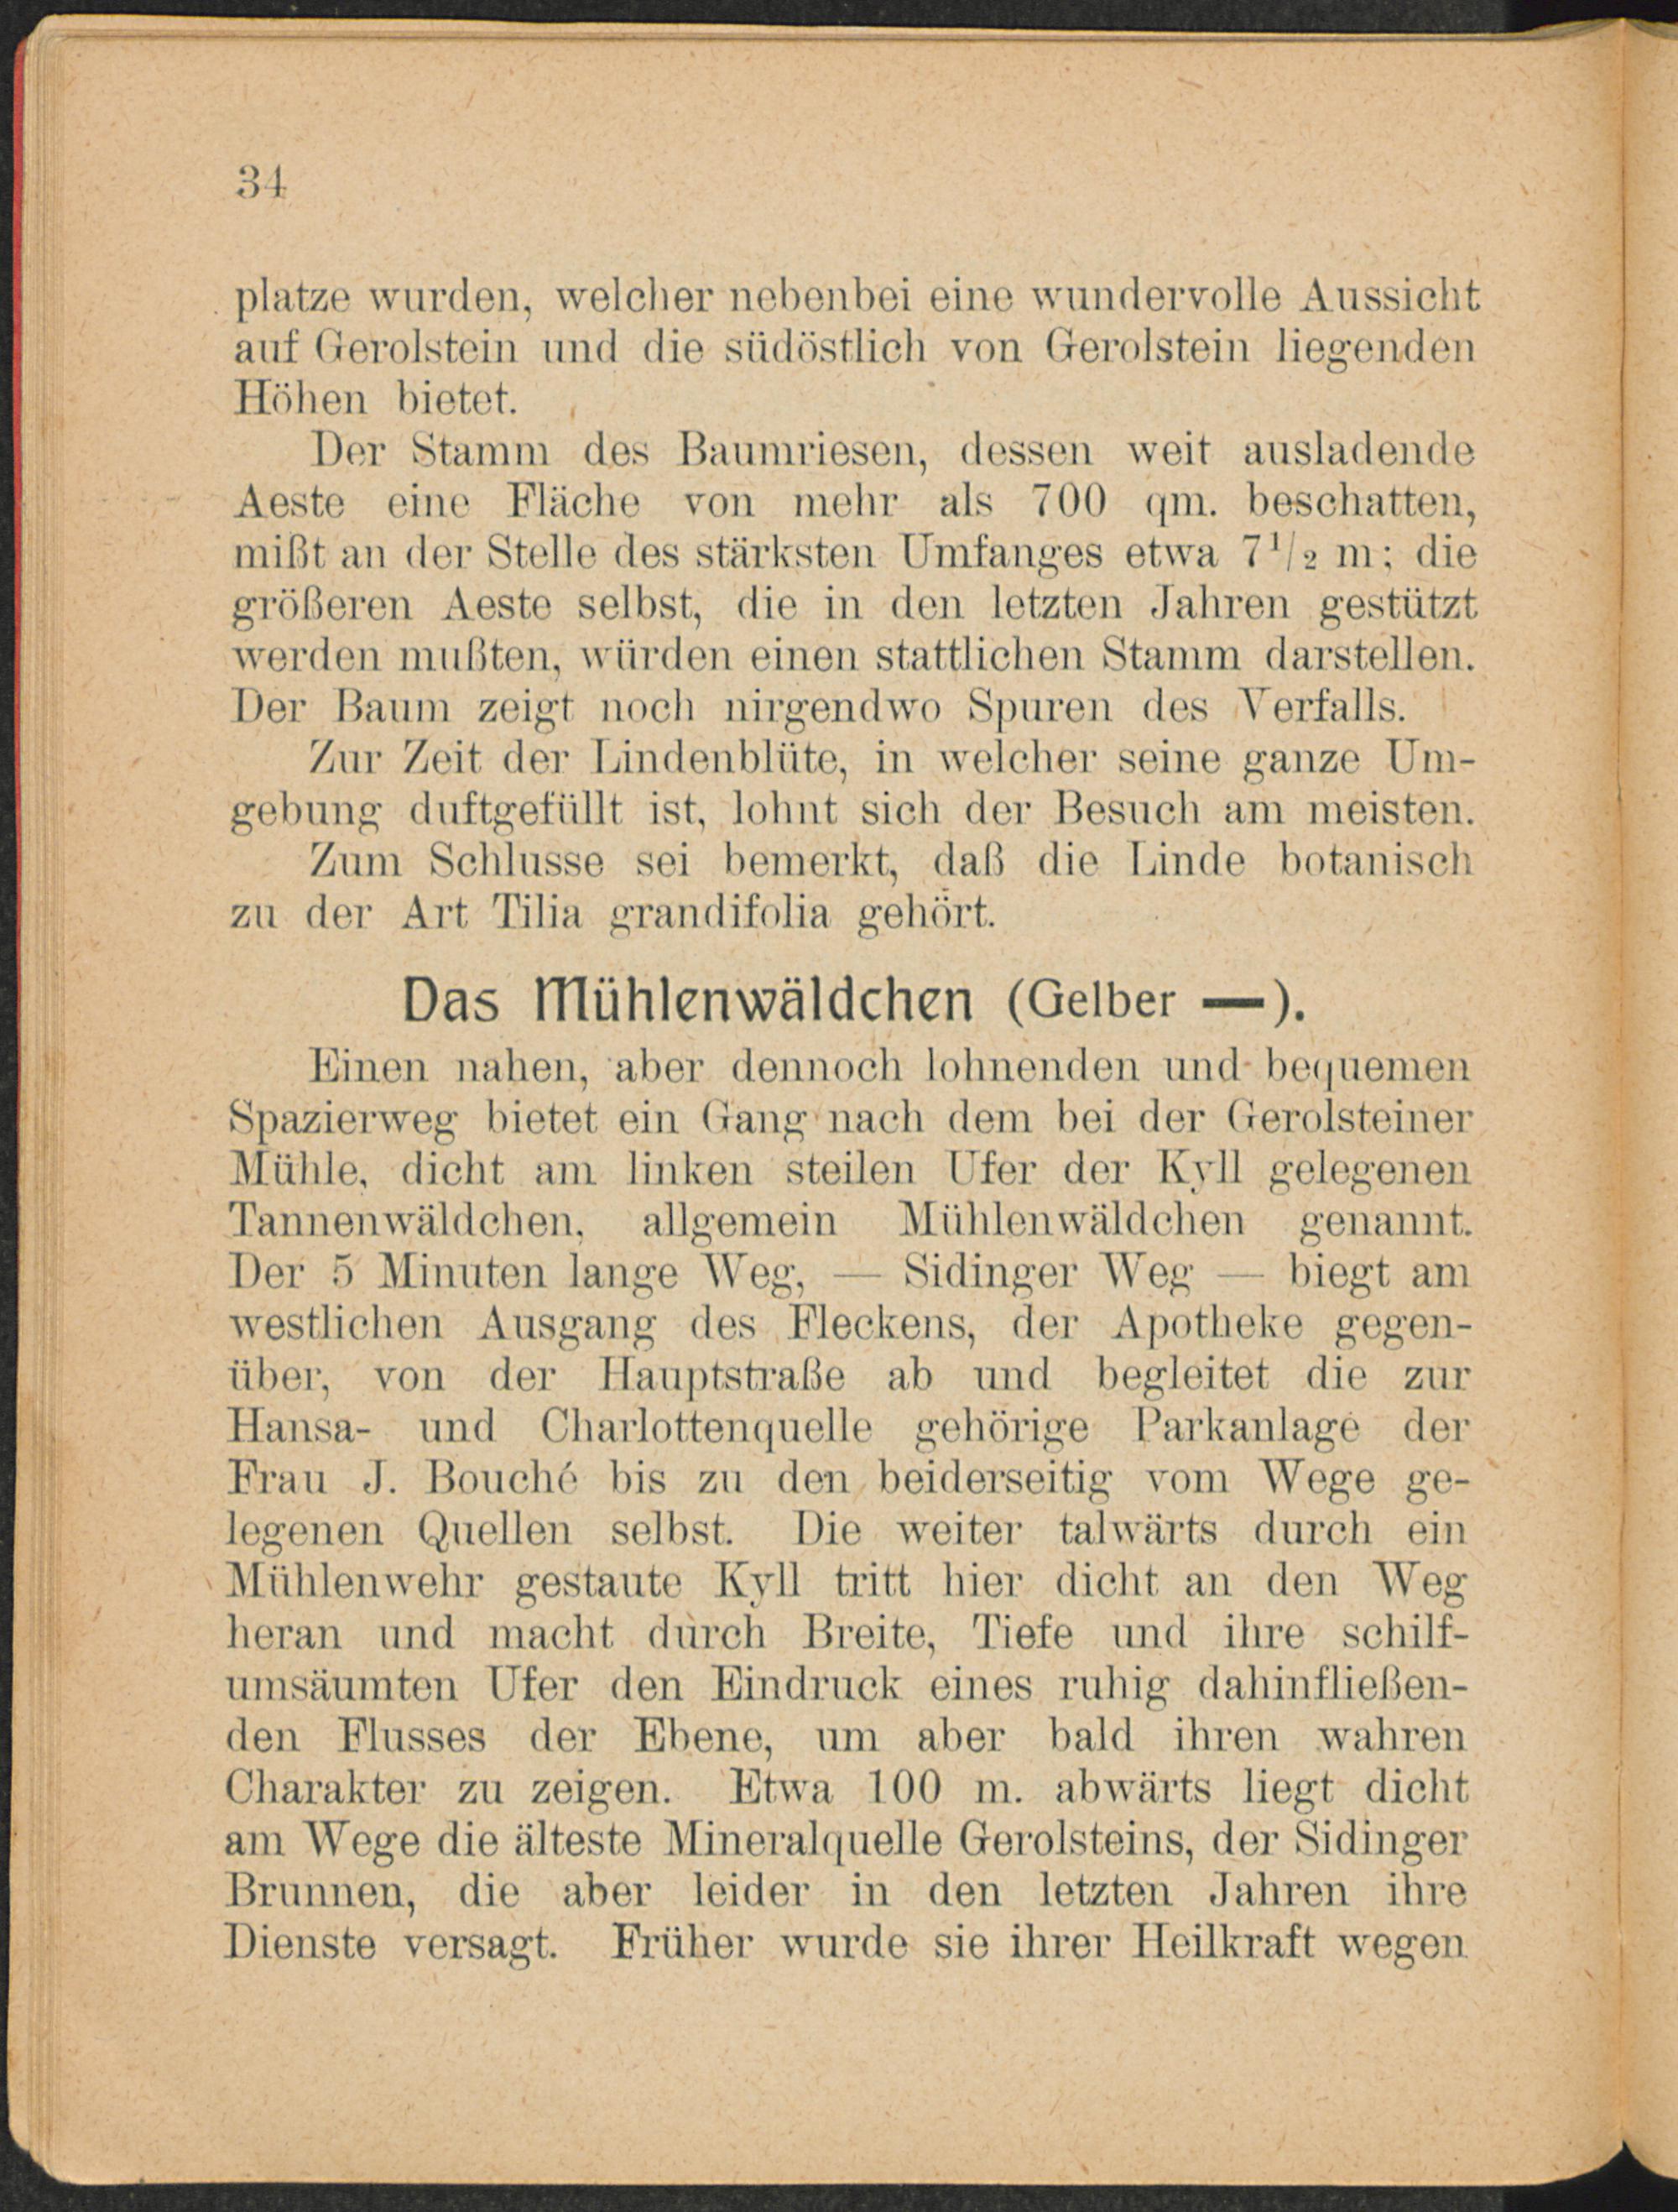 34
platze wurden, welcher nebenbei eine wundervolle Aussicht
auf Gerolstein und die südöstlich von Gerolstein liegenden
Höhen bietet.
Der Stamm des Baumriesen, dessen weit ausladende
Aeste eine Fläche von mehr als 700 qm. beschatten,
mißt an der Stelle des stärksten Umfanges etwa 7¹/₂ m; die
größeren Aeste selbst, die in den letzten Jahren gestützt
werden mußten, würden einen stattlichen Stamm darstellen.
Der Baum zeigt noch nirgendwo Spuren des Verfalls.
Zur Zeit der Lindenblüte, in welcher seine ganze Um-
gebung duftgefüllt ist, lohnt sich der Besuch am meisten.
Zum Schlusse sei bemerkt, daß die Linde botanisch
zu der Art Tilia grandifolia gehört.
Das Mühlenwäldchen (Gelber —).
Einen nahen, aber dennoch lohnenden und bequemen
Spazierweg bietet ein Gang nach dem bei der Gerolsteiner
Mühle, dicht am linken steilen Ufer der Kyll gelegenen
Tannenwäldchen, allgemein Mühlenwäldchen genannt.
Der 5 Minuten lange Weg, — Sidinger Weg — biegt am
westlichen Ausgang des Fleckens, der Apotheke gegen-
über, von der Hauptstraße ab und begleitet die zur
Hansa- und Charlottenquelle gehörige Parkanlage der
Frau J. Bouché bis zu den beiderseitig vom Wege ge-
legenen Quellen selbst. Die weiter talwärts durch ein
Mühlenwehr gestaute Kyll tritt hier dicht an den Weg
heran und macht durch Breite, Tiefe und ihre schilf-
umsäumten Ufer den Eindruck eines ruhig dahinfließen-
den Flusses der Ebene, um aber bald ihren wahren
Charakter zu zeigen. Etwa 100 m. abwärts liegt dicht
am Wege die älteste Mineralquelle Gerolsteins, der Sidinger
Brunnen, die aber leider in den letzten Jahren ihre
Dienste versagt. Früher wurde sie ihrer Heilkraft wegen